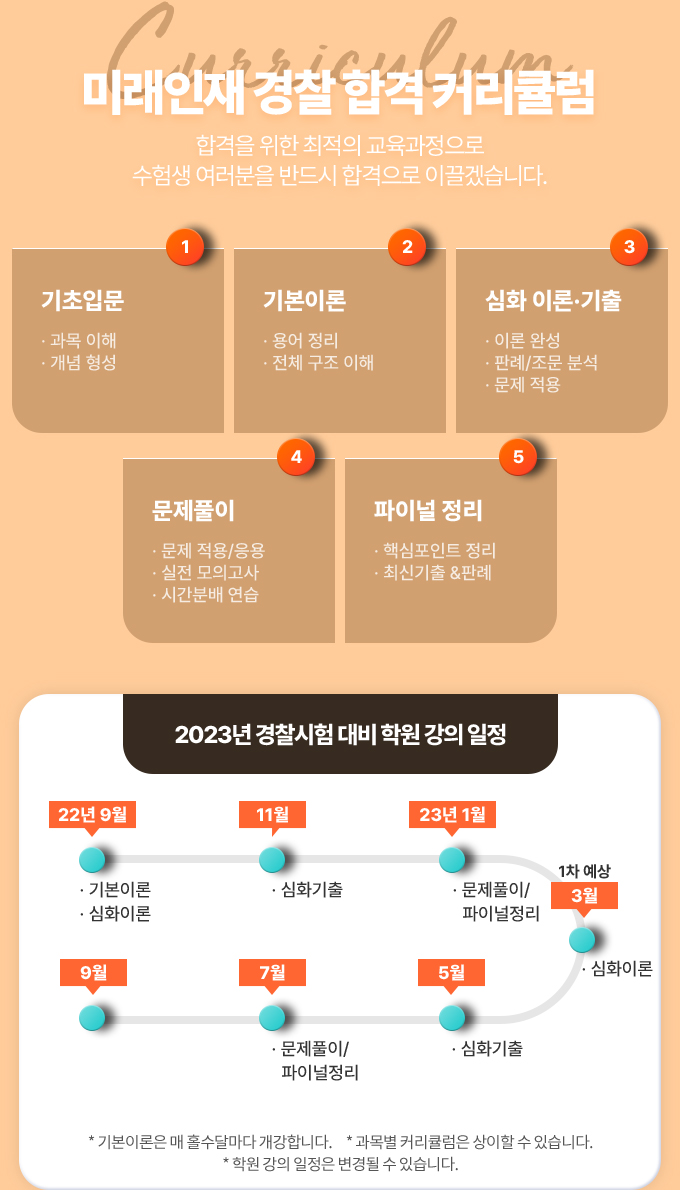 Curriculum
미래인재 경찰 합격 커리큘럼
합격을 위한 최적의 교육과정으로
수험생 여러분을 반드시 합격으로 이끌겠습니다.
1
기초입문
· 과목 이해
· 개념 형성
2
기본이론
· 용어 정리
· 전체 구조 이해
3
심화 이론·기출
· 이론 완성
· 판례/조문 분석
· 문제 적용
4
문제풀이
· 문제 적용/응용
· 실전 모의고사
· 시간분배 연습
5
파이널 정리
· 핵심포인트 정리
· 최신기출 &판례
2023년 경찰시험 대비 학원 강의 일정
22년 9월
· 기본이론
· 심화이론
11월
· 심화기출
23년 1월
· 문제풀이/
파이널정리
1차 예상
3월
· 심화이론
5월
· 심화기출
7월
· 문제풀이/
파이널정리
9월
* 기본이론은 매 홀수달마다 개강합니다. * 과목별 커리큘럼은 상이할 수 있습니다.
* 학원 강의 일정은 변경될 수 있습니다.